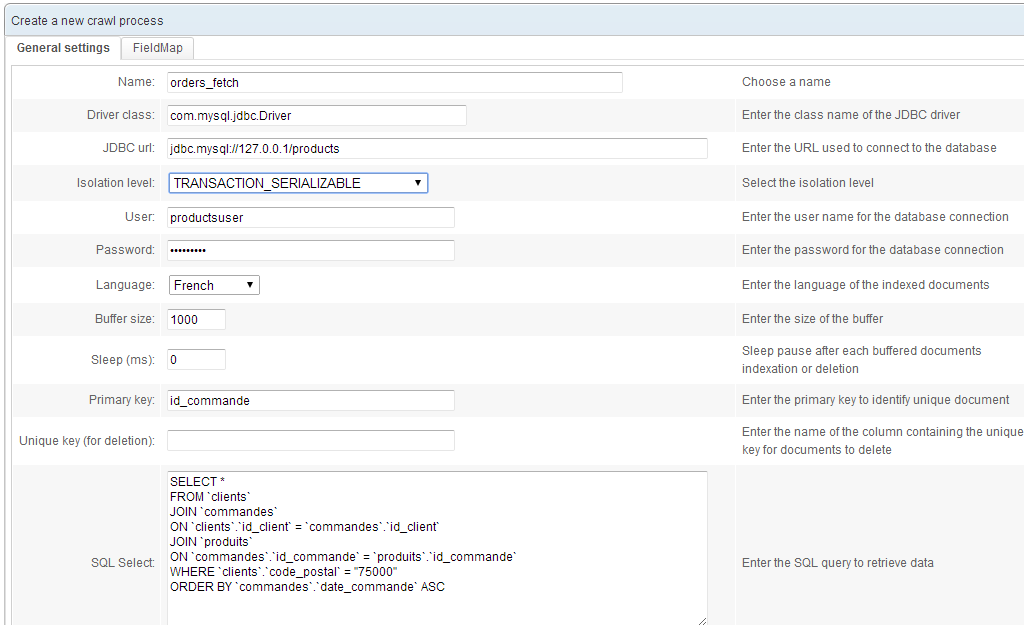 Create a new crawl process
General settings
FieldMap
Name: orders_fetch Choose a name
Driver class: com.mysql.jdbc.Driver Enter the class name of the JDBC driver
JDBC url: jdbc.mysql://127.0.0.1/products Enter the URL used to connect to the database
Isolation level: TRANSACTION_SERIALIZABLE Select the isolation level
User: productsuser Enter the user name for the database connection
Password: ••••••••• Enter the password for the database connection
Language: French Enter the language of the indexed documents
Buffer size: 1000 Enter the size of the buffer
Sleep (ms): 0 Sleep pause after each buffered documents
indexation or deletion
Primary key: id_commande Enter the primary key to identify unique document
Unique key (for deletion): Enter the name of the column containing the unique
key for documents to delete
SQL Select:
SELECT *
FROM `clients`
JOIN `commandes`
ON `clients`.`id_client` = `commandes`.`id_client`
JOIN `produits`
ON `commandes`.`id_commande` = `produits`.`id_commande`
WHERE `clients`.`code_postal` = "75000"
ORDER BY `commandes`.`date_commande` ASC
Enter the SQL query to retrieve data